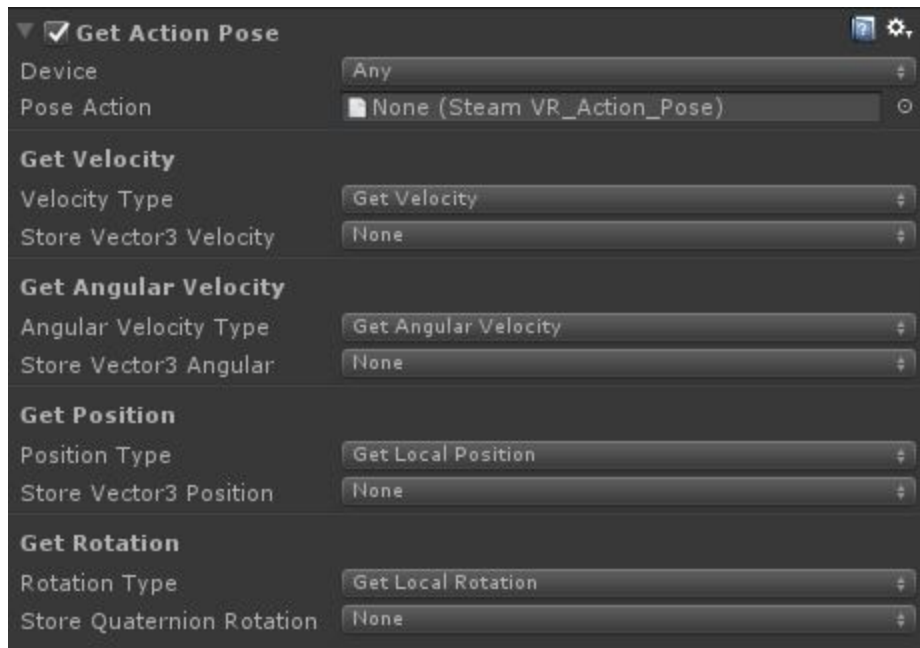 Get Action Pose
Device Any
Pose Action None (Steam VR_Action_Pose)
Get Velocity
Velocity Type Get Velocity
Store Vector3 Velocity None
Get Angular Velocity
Angular Velocity Type Get Angular Velocity
Store Vector3 Angular None
Get Position
Position Type Get Local Position
Store Vector3 Position None
Get Rotation
Rotation Type Get Local Rotation
Store Quaternion Rotation None